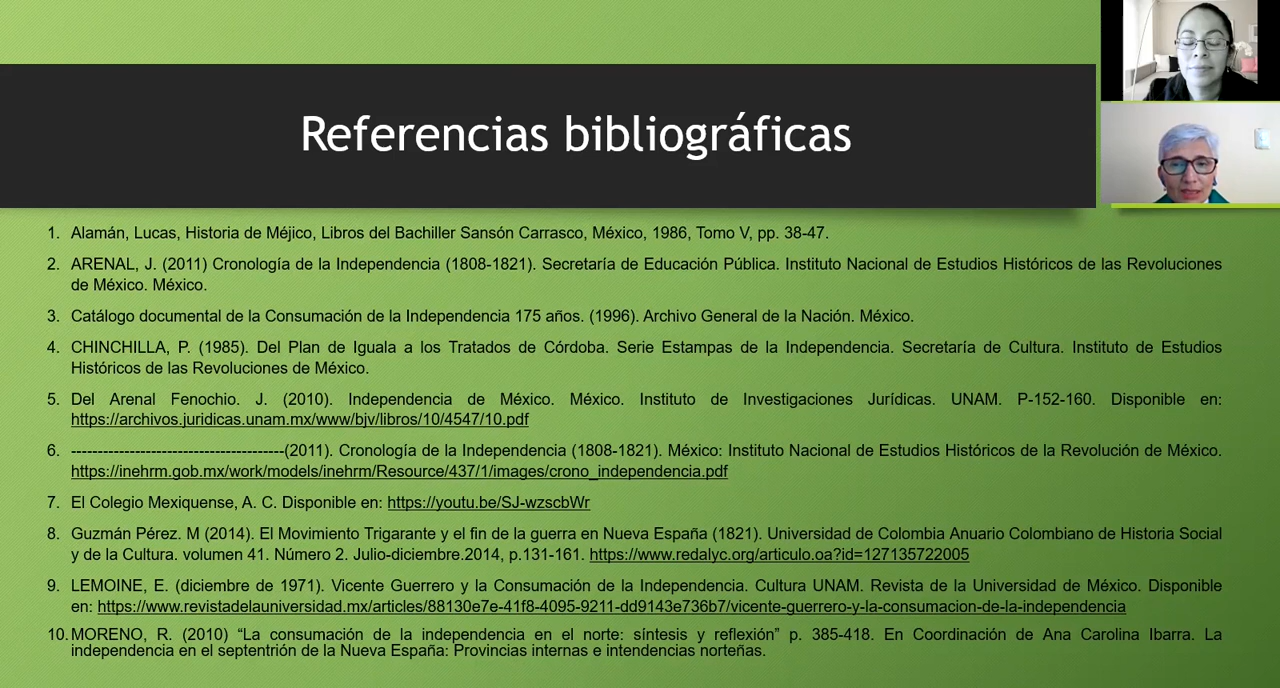 Referencias bibliográficas
1. Alamán, Lucas, Historia de Méjico, Libros del Bachiller Sansón Carrasco, México, 1986, Tomo V, pp. 38-47.
2. ARENAL, J. (2011) Cronología de la Independencia (1808-1821). Secretaría de Educación Pública. Instituto Nacional de Estudios Históricos de las Revoluciones
de México. México.
3. Catálogo documental de la Consumación de la Independencia 175 años. (1996). Archivo General de la Nación. México.
4. CHINCHILLA, P. (1985). Del Plan de Iguala a los Tratados de Córdoba. Serie Estampas de la Independencia. Secretaría de Cultura. Instituto de Estudios
Históricos de las Revoluciones de México.
5. Del Arenal Fenochio. J. (2010). Independencia de México. México. Instituto de Investigaciones Jurídicas. UNAM. P-152-160. Disponible en:
https://archivos.juridicas.unam.mx/www/bjv/libros/10/4547/10.pdf
6. ----------------------------------------(2011). Cronología de la Independencia (1808-1821). México: Instituto Nacional de Estudios Históricos de la Revolución de México.
https://inehrm.gob.mx/work/models/inehrm/Resource/437/1/images/crono_independencia.pdf
7. El Colegio Mexiquense, A. C. Disponible en: https://youtu.be/SJ-wzscbWr
8. Guzmán Pérez. M (2014). El Movimiento Trigarante y el fin de la guerra en Nueva España (1821). Universidad de Colombia Anuario Colombiano de Historia Social
y de la Cultura. volumen 41. Número 2. Julio-diciembre.2014, p.131-161. https://www.redalyc.org/articulo.oa?id=127135722005
9. LEMOINE, E. (diciembre de 1971). Vicente Guerrero y la Consumación de la Independencia. Cultura UNAM. Revista de la Universidad de México. Disponible
en: https://www.revistadelauniversidad.mx/articles/88130e7e-41f8-4095-9211-dd9143e736b7/vicente-guerrero-y-la-consumacion-de-la-independencia
10. MORENO, R. (2010) “La consumación de la independencia en el norte: síntesis y reflexión” p. 385-418. En Coordinación de Ana Carolina Ibarra. La
independencia en el septentrión de la Nueva España: Provincias internas e intendencias norteñas.